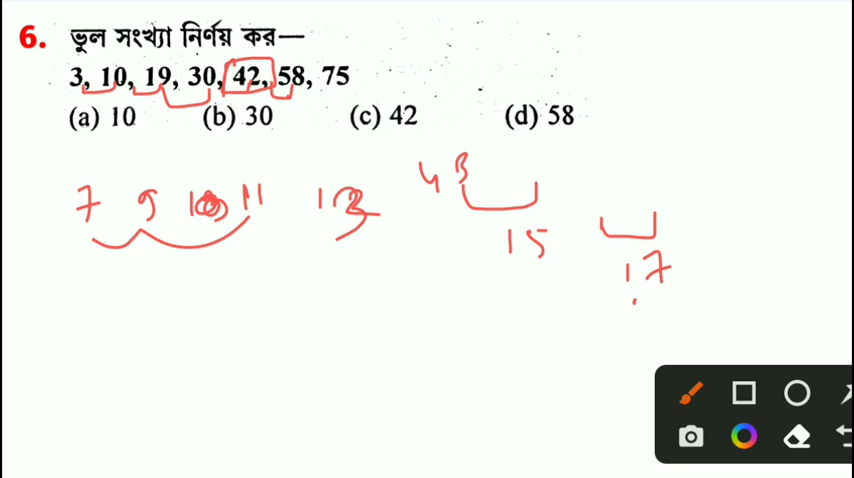 6. ভুল সংখ্যা নির্ণয় কর—
3, 10, 19, 30, 42, 58, 75
(a) 10 (b) 30 (c) 42 (d) 58
7 9 11 13 43
15
17